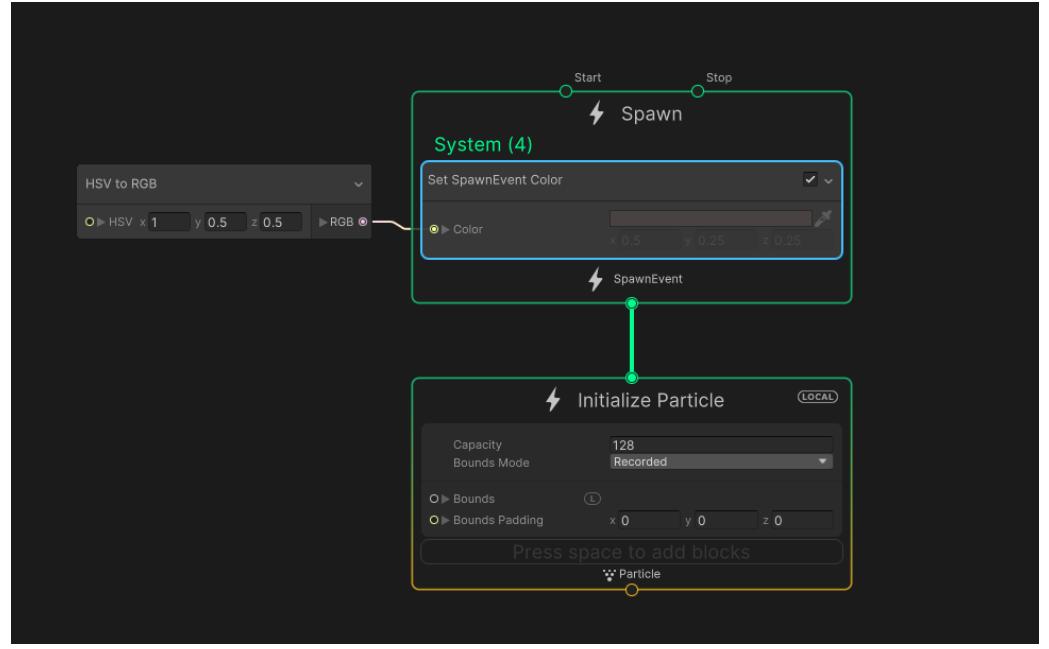 Start Stop
Spawn
System (4)
HSV to RGB
HSV x 1 y 0.5 z 0.5 RGB
Set SpawnEvent Color
Color
x 0.5 y 0.25 z 0.25
SpawnEvent
Initialize Particle LOCAL
Capacity 128
Bounds Mode Recorded
Bounds L
Bounds Padding x 0 y 0 z 0
Press space to add blocks
Particle